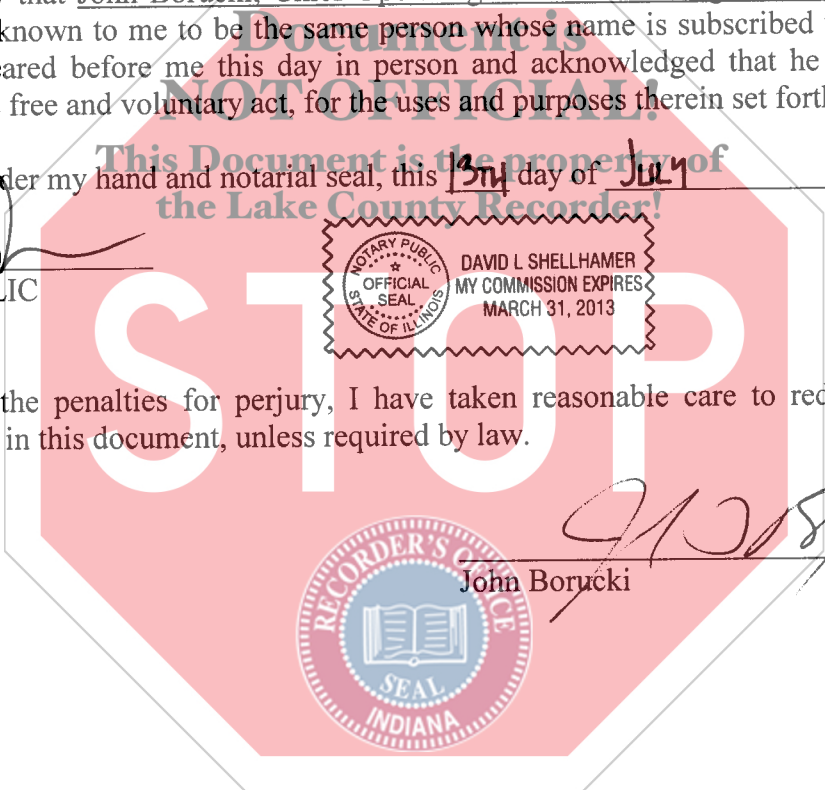 that John Borucki, Chief Operating
Document is
known to me to be the same person whose name is subscribed
eared before me this day in person and acknowledged that he
NOT OFFICIAL!
free and voluntary act, for the uses and purposes therein set forth
This Document is the property of
der my hand and notarial seal, this 13TH day of JULY
the Lake County Recorder!
LIC
NOTARY PUBLIC
OFFICIAL
SEAL
STATE OF ILLINOIS
DAVID L SHELLHAMER
MY COMMISSION EXPIRES
MARCH 31, 2013
STOP
the penalties for perjury, I have taken reasonable care to red
in this document, unless required by law.
John Borucki
RECORDER'S OFFICE
SEAL
INDIANA